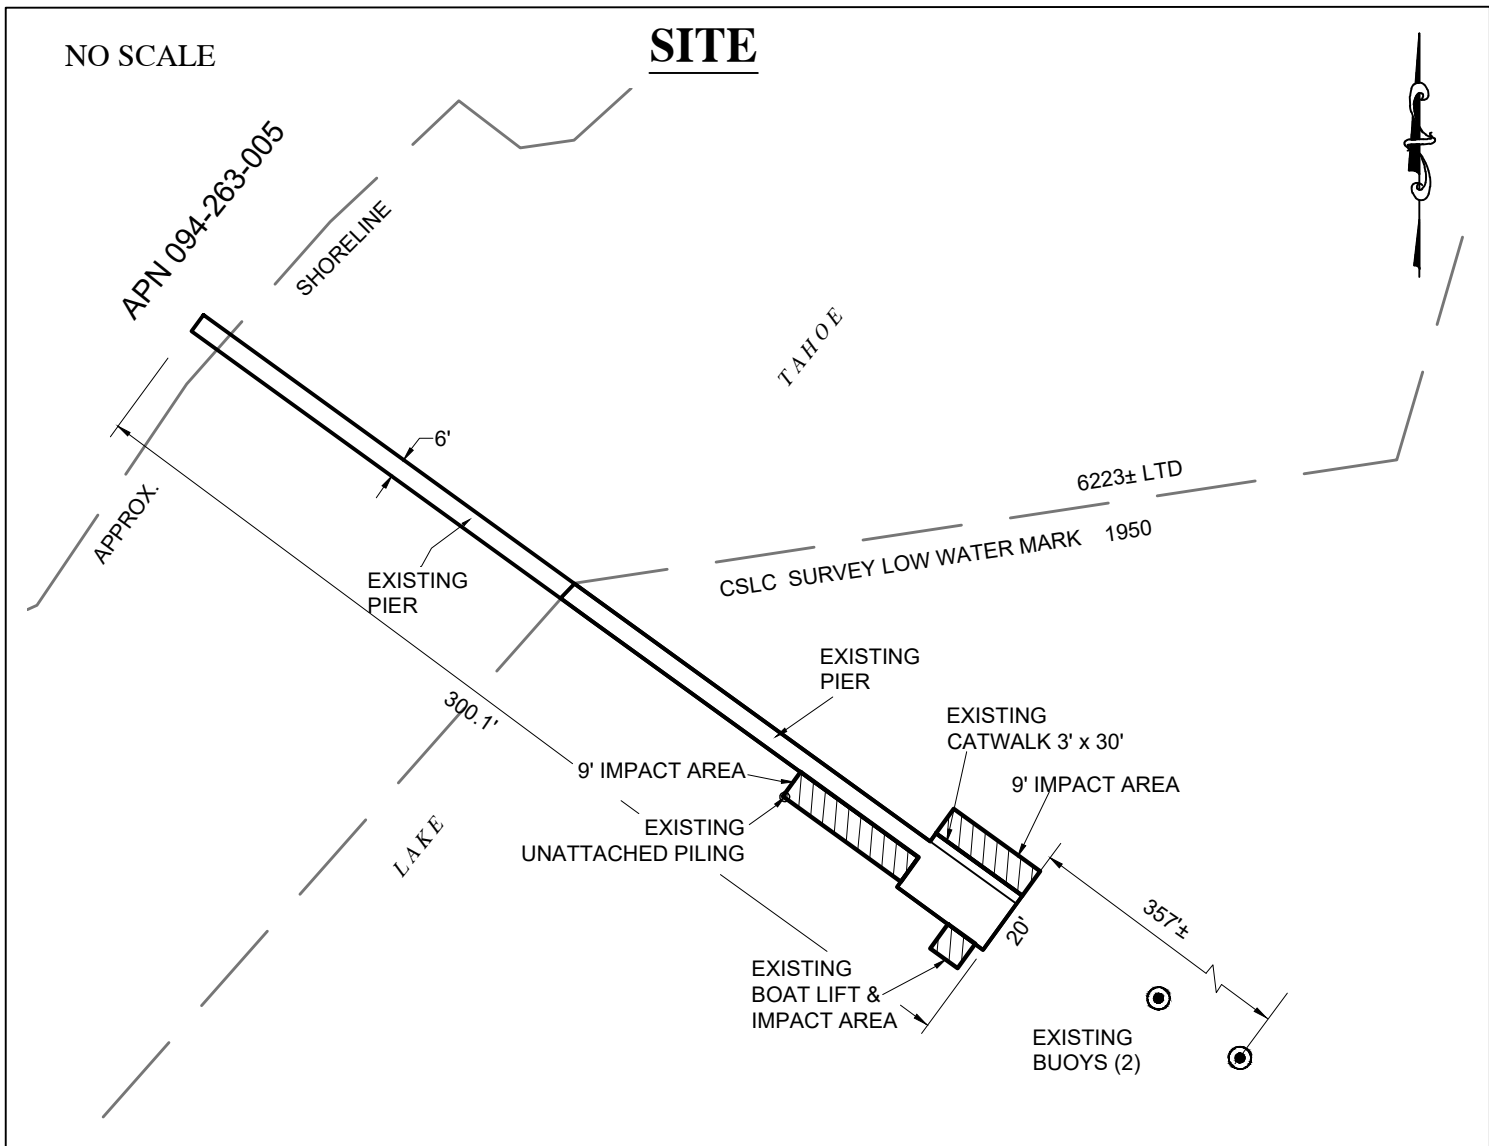 NO SCALE
SITE
APN 094-263-005
SHORELINE
APPROX.
TAHOE
6'
6223± LTD
CSLC SURVEY LOW WATER MARK 1950
EXISTING
PIER
300.1'
EXISTING
PIER
EXISTING
CATWALK 3' x 30'
9' IMPACT AREA
9' IMPACT AREA
EXISTING
UNATTACHED PILING
LAKE
357'±
20'
EXISTING
BOAT LIFT &
IMPACT AREA
EXISTING
BUOYS (2)